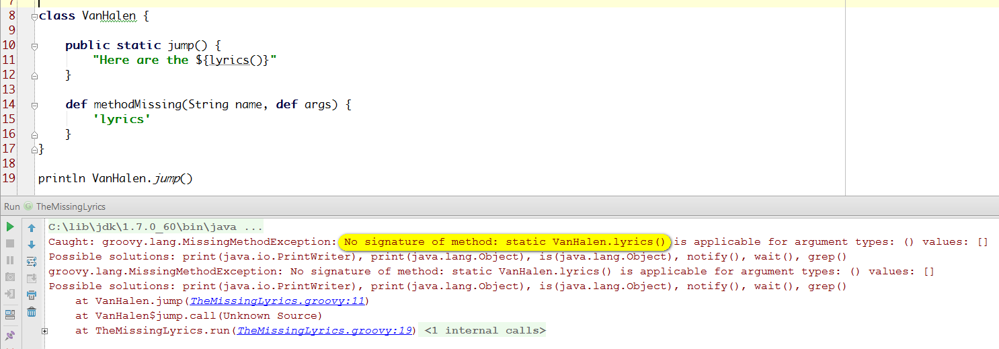 7
8 class VanHalen {
9
10 public static jump() {
11 "Here are the ${lyrics()}"
12 }
13
14 def methodMissing(String name, def args) {
15 'lyrics'
16 }
17 }
18
19 println VanHalen.jump()
Run G TheMissingLyrics
C:\lib\jdk\1.7.0_60\bin\java ...
Caught: groovy.lang.MissingMethodException: No signature of method: static VanHalen.lyrics() is applicable for argument types: () values: []
Possible solutions: print(java.io.PrintWriter), print(java.lang.Object), is(java.lang.Object), notify(), wait(), grep()
groovy.lang.MissingMethodException: No signature of method: static VanHalen.lyrics() is applicable for argument types: () values: []
Possible solutions: print(java.io.PrintWriter), print(java.lang.Object), is(java.lang.Object), notify(), wait(), grep()
at VanHalen.jump(TheMissingLyrics.groovy:11)
at VanHalen$jump.call(Unknown Source)
at TheMissingLyrics.run(TheMissingLyrics.groovy:19) <1 internal calls>